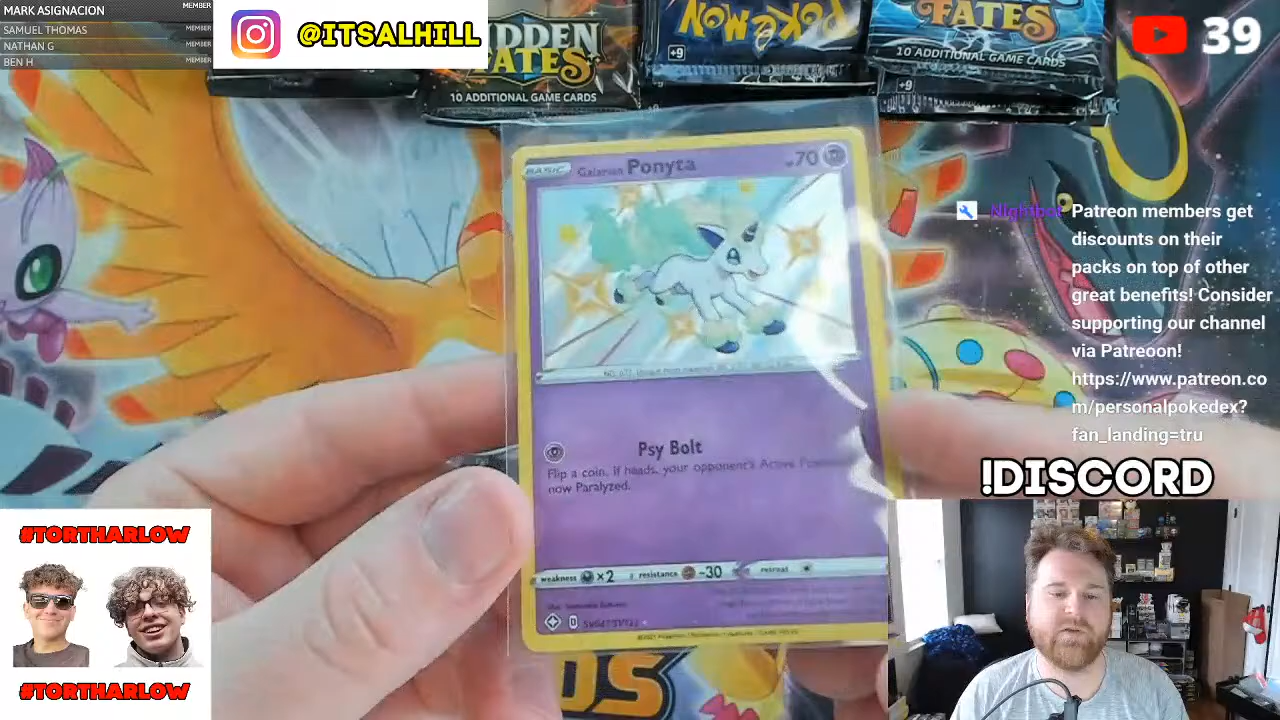 MARK ASIGNACION MEMBER
SAMUEL THOMAS MEMBER
NATHAN G MEMBER
BEN H MEMBER
@ITSALHILL
HIDDEN
FATES
10 ADDITIONAL GAME CARDS
POKÉMON
+9
FATES
10 ADDITIONAL GAME CARDS
+9
39
BASIC Galarian Ponyta
70
Psy Bolt
Flip a coin. If heads, your opponent's Active
now Paralyzed.
weakness ×2 resistance -30 retreat
D
Nightbot Patreon members get
discounts on their
packs on top of other
great benefits! Consider
supporting our channel
via Patreoon!
https://www.patreon.co
m/personalpokedex?
fan_landing=tru
!DISCORD
#TORTHARLOW
#TORTHARLOW